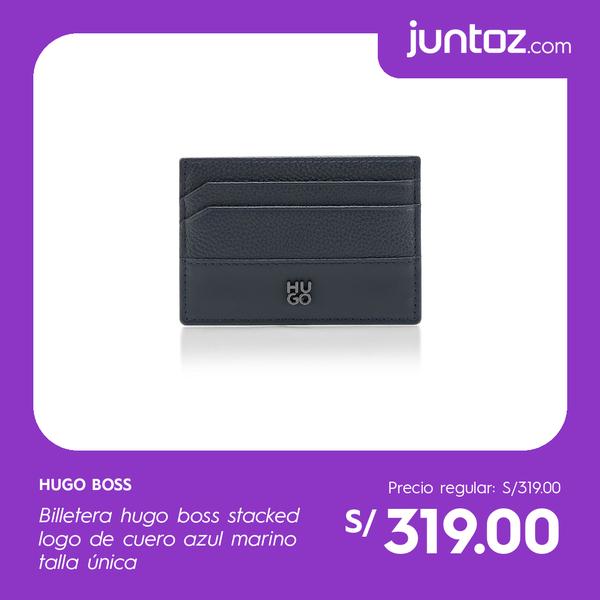 juntoz.com
HU
GO
HUGO BOSS
Billetera hugo boss stacked
logo de cuero azul marino
talla única
Precio regular: S/319.00
S/ 319.00